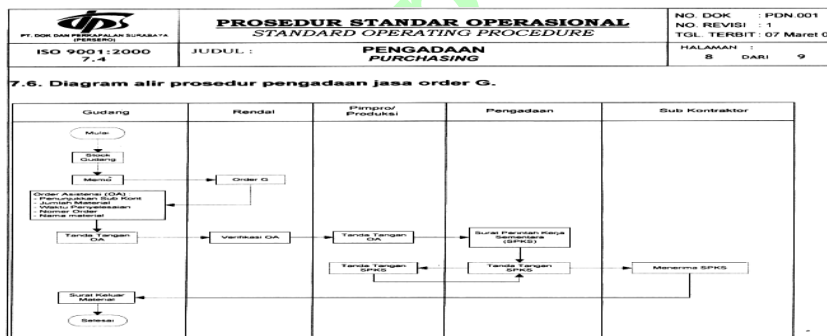 PT. DOK DAN PERKAPALAN SURABAYA
(PERSERO)
PROSEDUR STANDAR OPERASIONAL
STANDARD OPERATING PROCEDURE
NO. DOK : PDN.001
NO. REVISI : 1
TGL. TERBIT : 07 Maret 0
ISO 9001:2000
7.4
JUDUL :
PENGADAAN
PURCHASING
HALAMAN :
8 DARI 9
7.6. Diagram alir prosedur pengadaan jasa order G.
Gudang
Rendal
Pimpro/
Produksi
Pengadaan
Sub Kontraktor
Mulai
Stock
Gudang
Memo
Order G
Order Asistensi (OA) :
- Penunjukkan Sub Kont
- Jumlah Material
- Waktu Penyelesaian
- Nomer Order
- Nama material
Tanda Tangan
OA
Verifikasi OA
Tanda Tangan
OA
Surat Perintah Kerja
Sementara
(SPKS)
Tanda Tangan
SPKS
Tanda Tangan
SPKS
Menerima SPKS
Surat Keluar
Material
Selesai